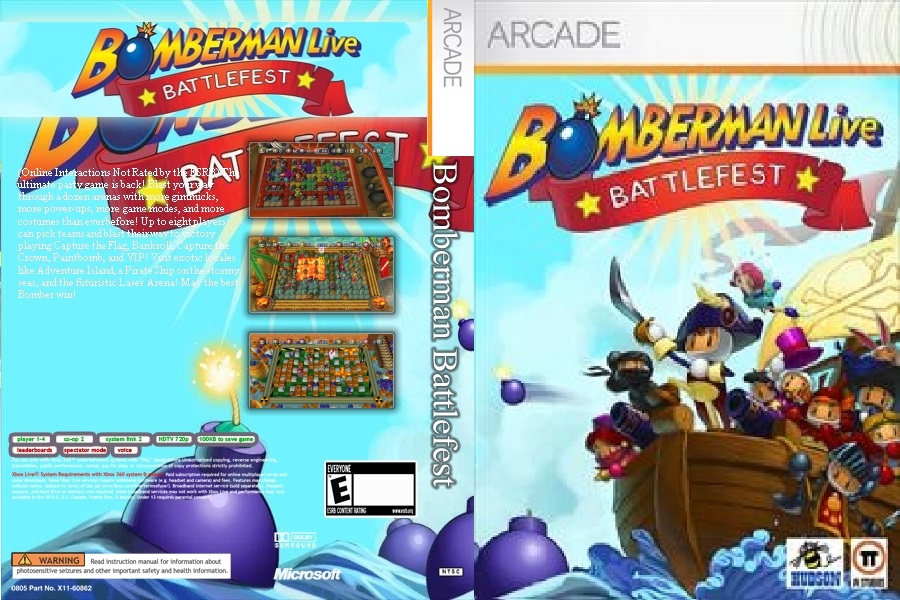 BOMBERMAN Live
BATTLEFEST
(Online Interactions Not Rated by the ESRB) The
ultimate party game is back! Blast your way
through a dozen arenas with more gimmicks,
more power-ups, more game modes, and more
costumes than ever before! Up to eight players
can pick teams and blast their way to victory
playing Capture the Flag, Bankroll, Capture the
Crown, Paintbomb, and VIP! Visit exotic locales
like Adventure Island, a Pirate Ship on the stormy
seas, and the futuristic Laser Arena! May the best
Bomber win!
player 1-4
co-op 2
system link 2
HDTV 720p
100KB to save game
leaderboards
spectator mode
voice
EVERYONE
E
ESRB CONTENT RATING www.esrb.org
DOLBY
SURROUND
WARNING Read instruction manual for information about
photosensitive seizures and other important safety and health information.
Microsoft
0805 Part No. X11-60862
ARCADE
Bomberman Battlefest
NTSC
ARCADE
BOMBERMAN Live
BATTLEFEST
HUDSON